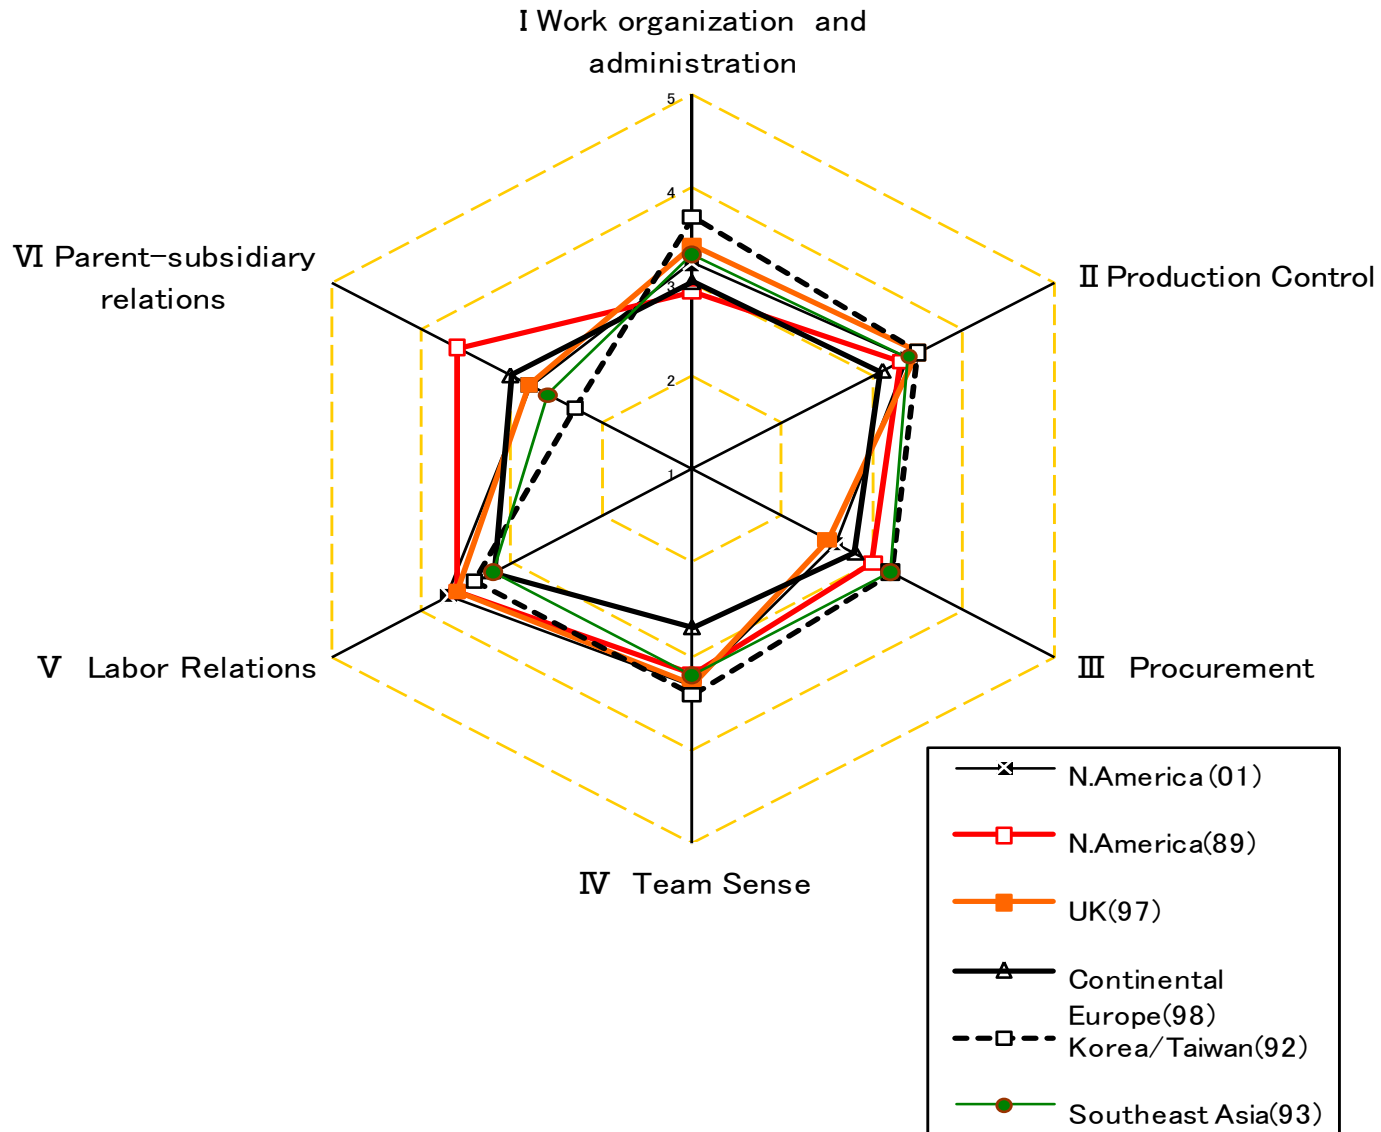 Ⅰ Work organization and
administration
5
4
Ⅵ Parent-subsidiary
relations
Ⅱ Production Control
3
2
1
Ⅴ Labor Relations
Ⅲ Procurement
Ⅳ Team Sense
N.America(01)
N.America(89)
UK(97)
Continental
Europe(98)
Korea/Taiwan(92)
Southeast Asia(93)